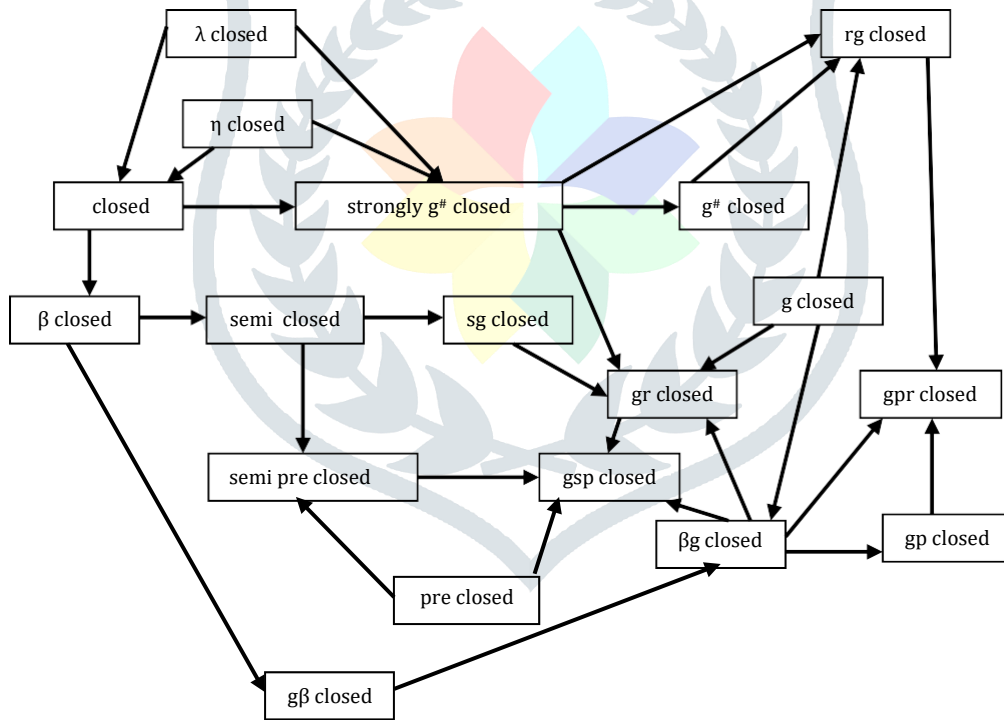 λ closed
rg closed
η closed
closed
strongly g# closed
g# closed
g closed
β closed
semi closed
sg closed
gr closed
gpr closed
semi pre closed
gsp closed
βg closed
gp closed
pre closed
gβ closed